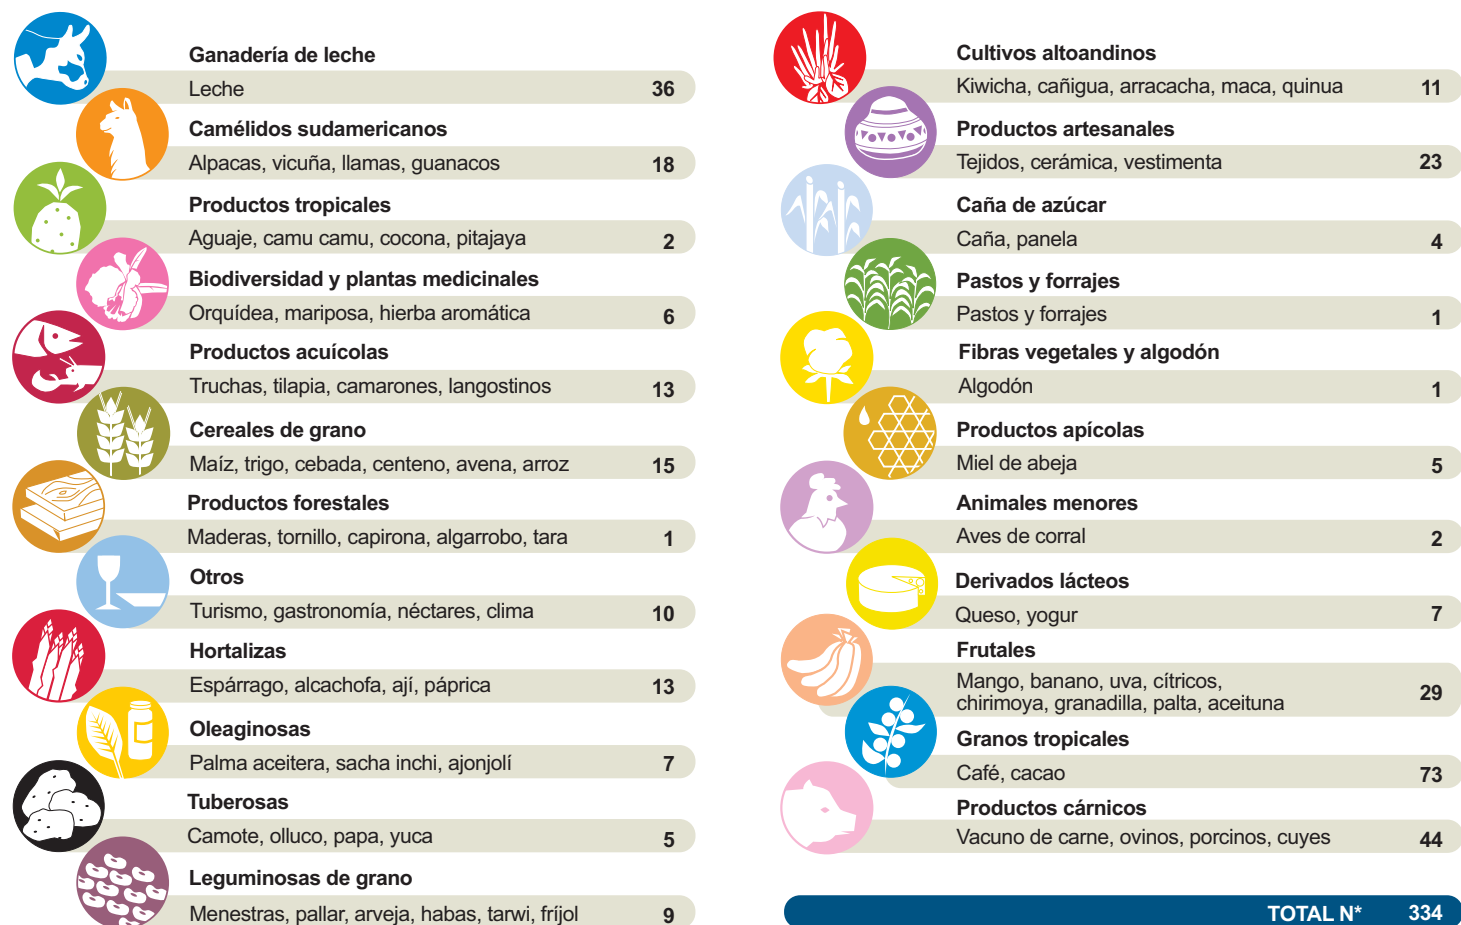 Ganadería de leche
Leche 36
Camélidos sudamericanos
Alpacas, vicuña, llamas, guanacos 18
Productos tropicales
Aguaje, camu camu, cocona, pitajaya 2
Biodiversidad y plantas medicinales
Orquídea, mariposa, hierba aromática 6
Productos acuícolas
Truchas, tilapia, camarones, langostinos 13
Cereales de grano
Maíz, trigo, cebada, centeno, avena, arroz 15
Productos forestales
Maderas, tornillo, capirona, algarrobo, tara 1
Otros
Turismo, gastronomía, néctares, clima 10
Hortalizas
Espárrago, alcachofa, ají, páprica 13
Oleaginosas
Palma aceitera, sacha inchi, ajonjolí 7
Tuberosas
Camote, olluco, papa, yuca 5
Leguminosas de grano
Menestras, pallar, arveja, habas, tarwi, fríjol 9
Cultivos altoandinos
Kiwicha, cañigua, arracacha, maca, quinua 11
Productos artesanales
Tejidos, cerámica, vestimenta 23
Caña de azúcar
Caña, panela 4
Pastos y forrajes
Pastos y forrajes 1
Fibras vegetales y algodón
Algodón 1
Productos apícolas
Miel de abeja 5
Animales menores
Aves de corral 2
Derivados lácteos
Queso, yogur 7
Frutales
Mango, banano, uva, cítricos,
chirimoya, granadilla, palta, aceituna 29
Granos tropicales
Café, cacao 73
Productos cárnicos
Vacuno de carne, ovinos, porcinos, cuyes 44
TOTAL N* 334